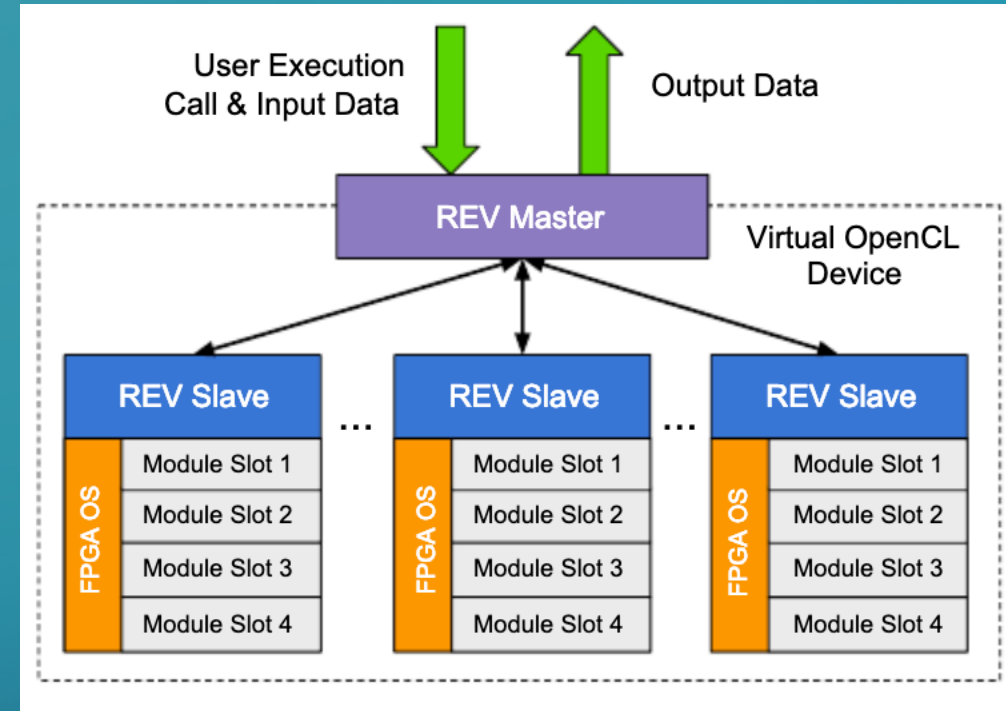 User Execution
Call & Input Data
Output Data
REV Master
Virtual OpenCL
Device
REV Slave
...
REV Slave
...
REV Slave
FPGA OS
Module Slot 1
Module Slot 2
Module Slot 3
Module Slot 4
FPGA OS
Module Slot 1
Module Slot 2
Module Slot 3
Module Slot 4
FPGA OS
Module Slot 1
Module Slot 2
Module Slot 3
Module Slot 4